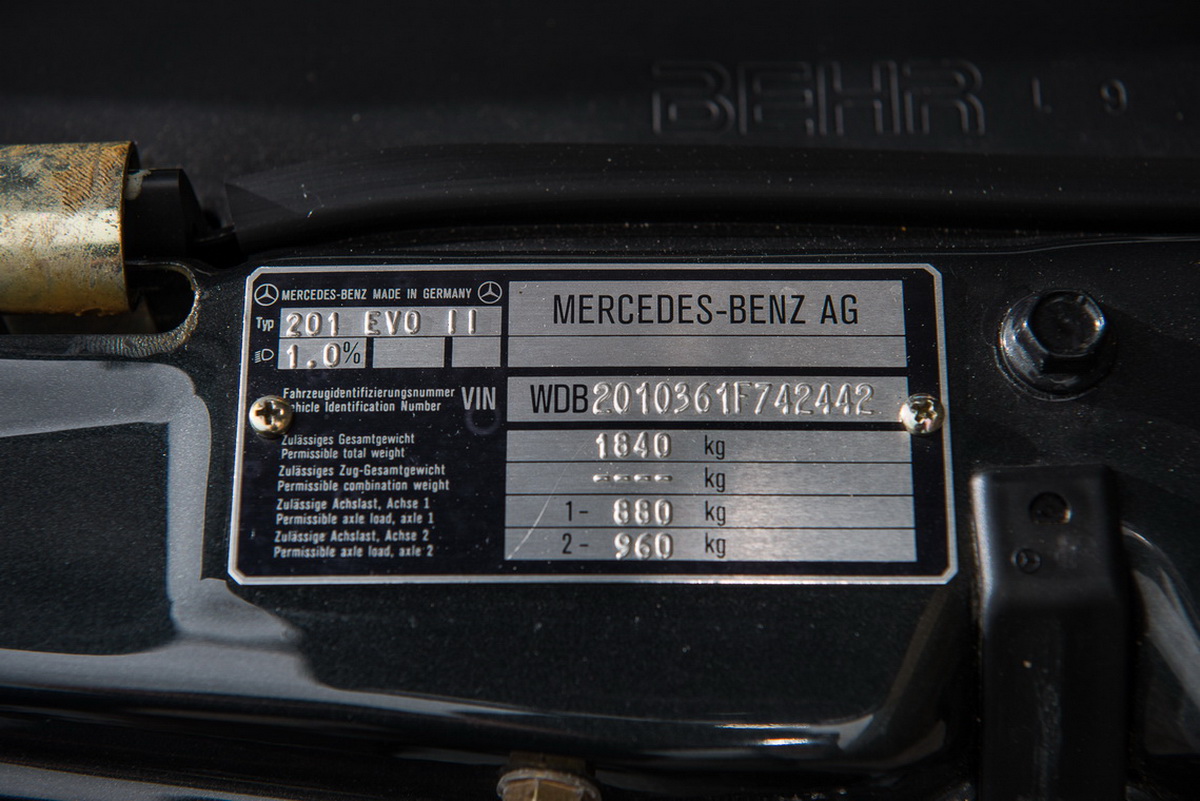 BEHR L 9
MERCEDES-BENZ MADE IN GERMANY
MERCEDES-BENZ AG
Typ 201 EVO II
1.0%
Fahrzeugidentifizierungsnummer
Vehicle Identification Number
VIN WDB2010361F742442
Zulässiges Gesamtgewicht
Permissible total weight
1840 kg
Zulässiges Zug-Gesamtgewicht
Permissible combination weight
---- kg
Zulässige Achslast, Achse 1
Permissible axle load, axle 1
1- 880 kg
Zulässige Achslast, Achse 2
Permissible axle load, axle 2
2- 960 kg